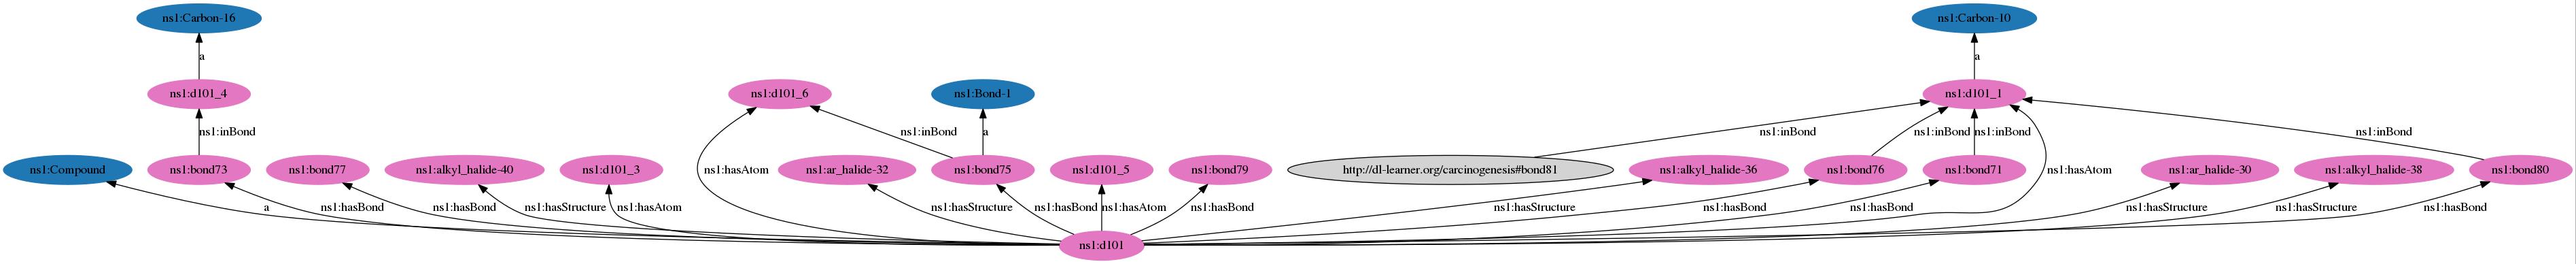 ns1:Carbon-16
ns1:Carbon-10
a
a
ns1:d101_4
ns1:d101_6
ns1:Bond-1
ns1:d101_1
ns1:inBond
ns1:inBond
a
ns1:inBond
ns1:inBond
ns1:inBond
ns1:inBond
ns1:Compound
ns1:bond73
ns1:bond77
ns1:alkyl_halide-40
ns1:d101_3
ns1:hasAtom
ns1:ar_halide-32
ns1:bond75
ns1:d101_5
ns1:bond79
http://dl-learner.org/carcinogenesis#bond81
ns1:alkyl_halide-36
ns1:bond76
ns1:bond71
ns1:hasAtom
ns1:ar_halide-30
ns1:alkyl_halide-38
ns1:bond80
a
ns1:hasBond
ns1:hasBond
ns1:hasStructure
ns1:hasAtom
ns1:hasStructure
ns1:hasBond
ns1:hasAtom
ns1:hasBond
ns1:hasStructure
ns1:hasBond
ns1:hasBond
ns1:hasStructure
ns1:hasStructure
ns1:hasBond
ns1:d101